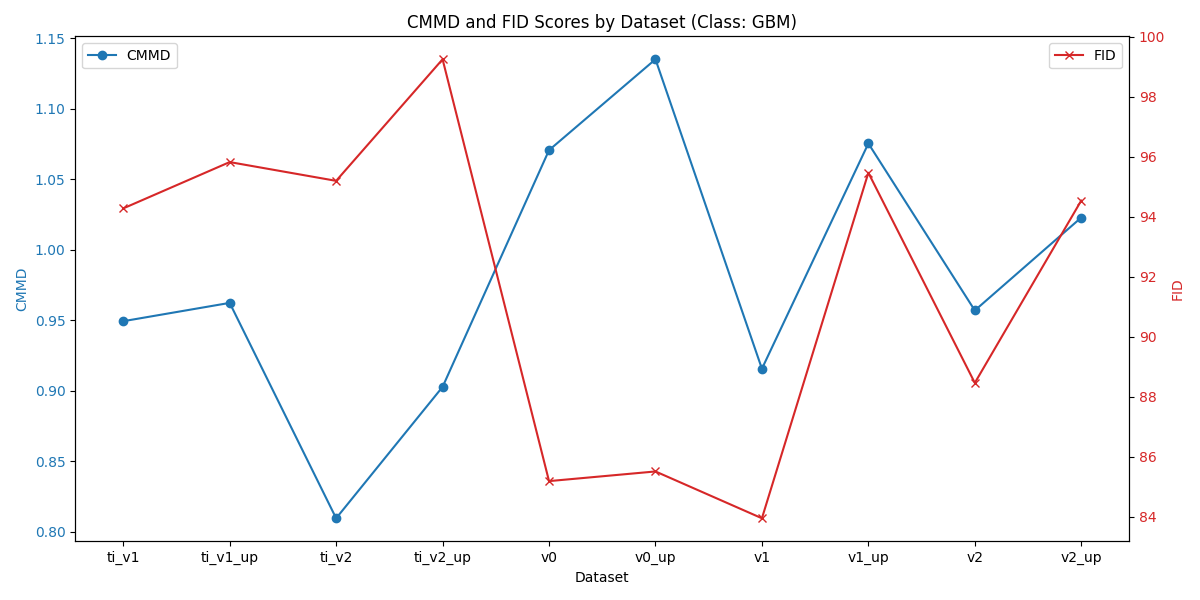 CMMD and FID Scores by Dataset (Class: GBM)
CMMD
FID
1.15
1.10
1.05
1.00
0.95
0.90
0.85
0.80
CMMD
100
98
96
94
92
90
88
86
84
FID
ti_v1 ti_v1_up ti_v2 ti_v2_up v0 v0_up v1 v1_up v2 v2_up
Dataset